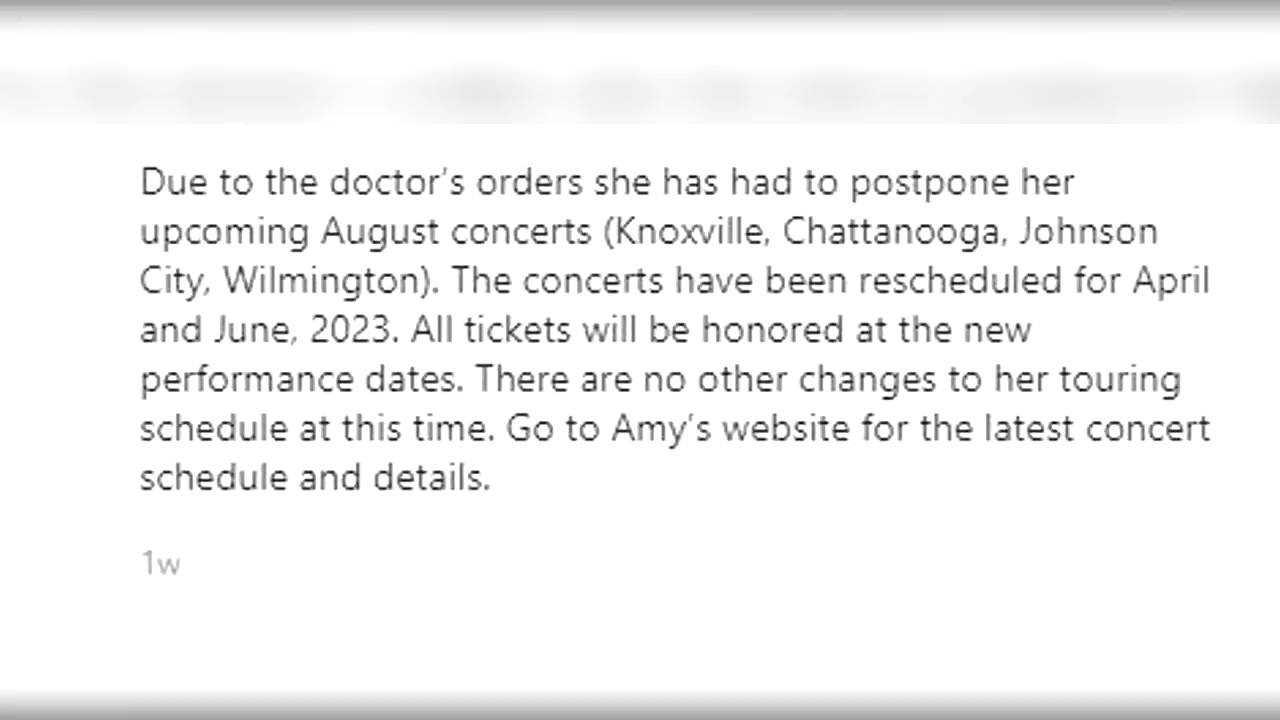 Due to the doctor's orders she has had to postpone her
upcoming August concerts (Knoxville, Chattanooga, Johnson
City, Wilmington). The concerts have been rescheduled for April
and June, 2023. All tickets will be honored at the new
performance dates. There are no other changes to her touring
schedule at this time. Go to Amy's website for the latest concert
schedule and details.
1w